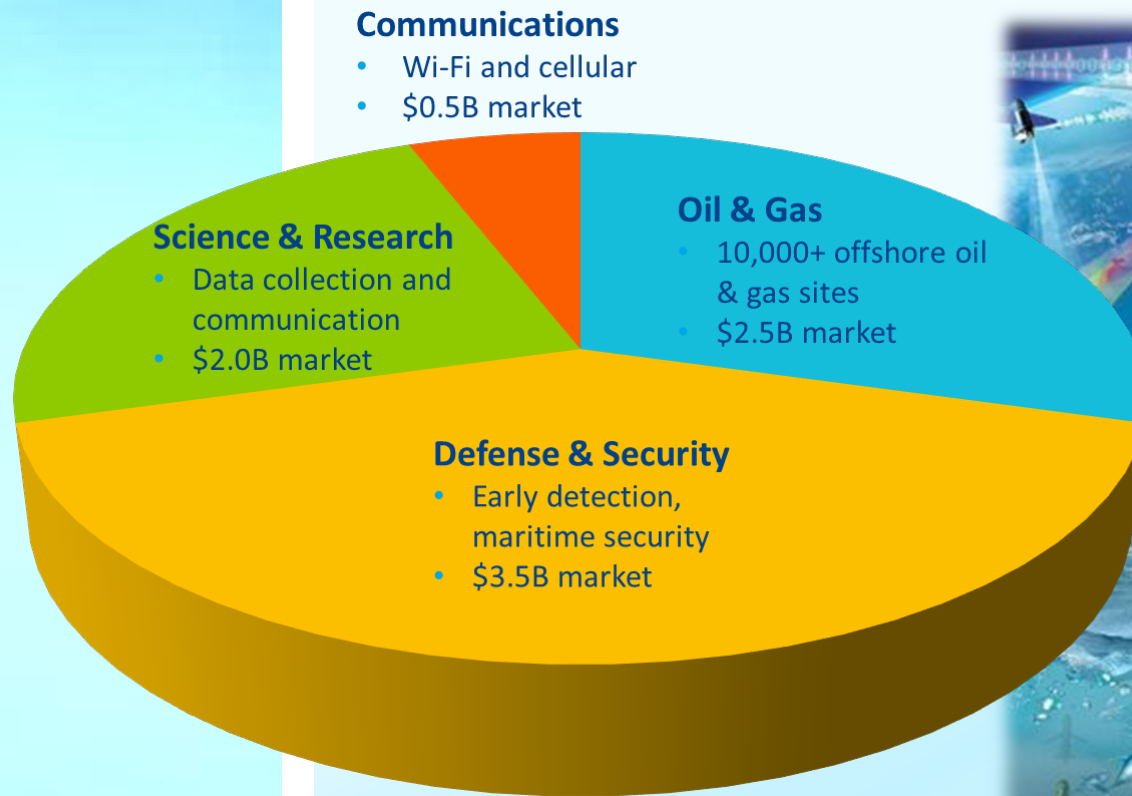 Communications
• Wi-Fi and cellular
• $0.5B market
Science & Research
• Data collection and
communication
• $2.0B market
Oil & Gas
• 10,000+ offshore oil
& gas sites
• $2.5B market
Defense & Security
• Early detection,
maritime security
• $3.5B market